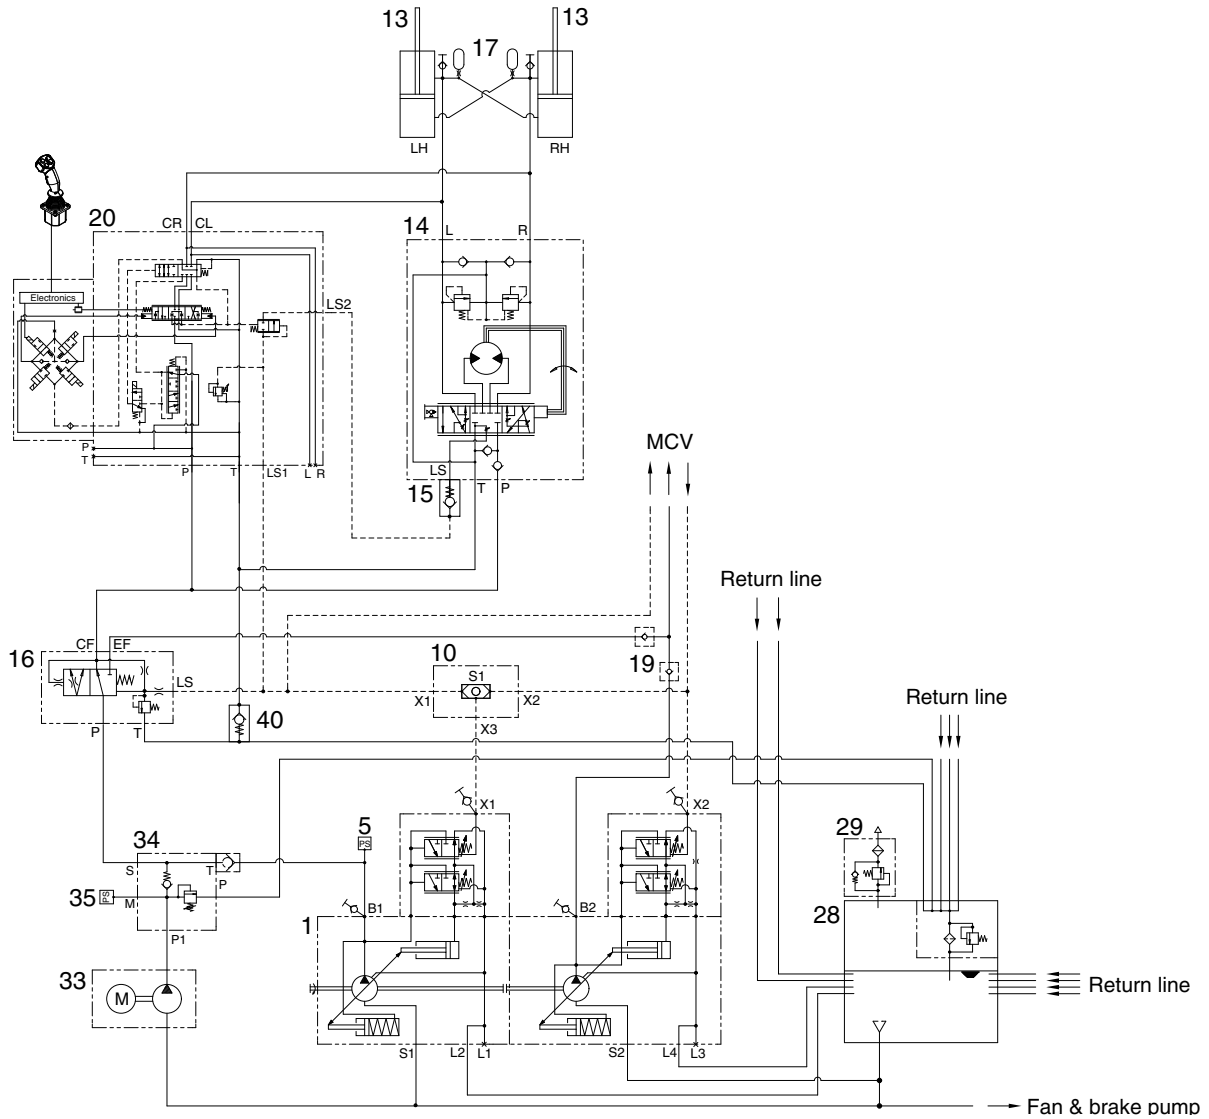 13
13
17
LH
RH
20
CR CL
14
L
R
Electronics
LS2
MCV
P
T
P
T
LS1
L R
LS
15
T
P
Return line
CF
EF
16
10
19
S1
LS
X1
X2
Return line
40
P
T
X3
X1
X2
5
PS
29
34
S
T
P
35
PS
M
28
1
B1
B2
P1
33
M
Return line
S1
L2
L1
S2
L4
L3
Fan & brake pump